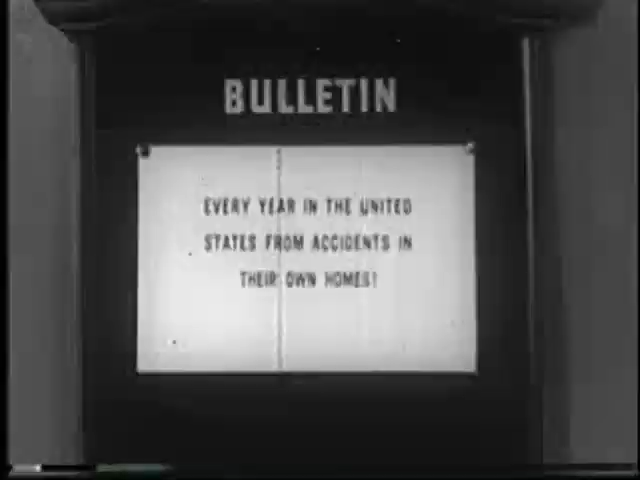 BULLETIN
EVERY YEAR IN THE UNITED
STATES FROM ACCIDENTS IN
THEIR OWN HOMES!